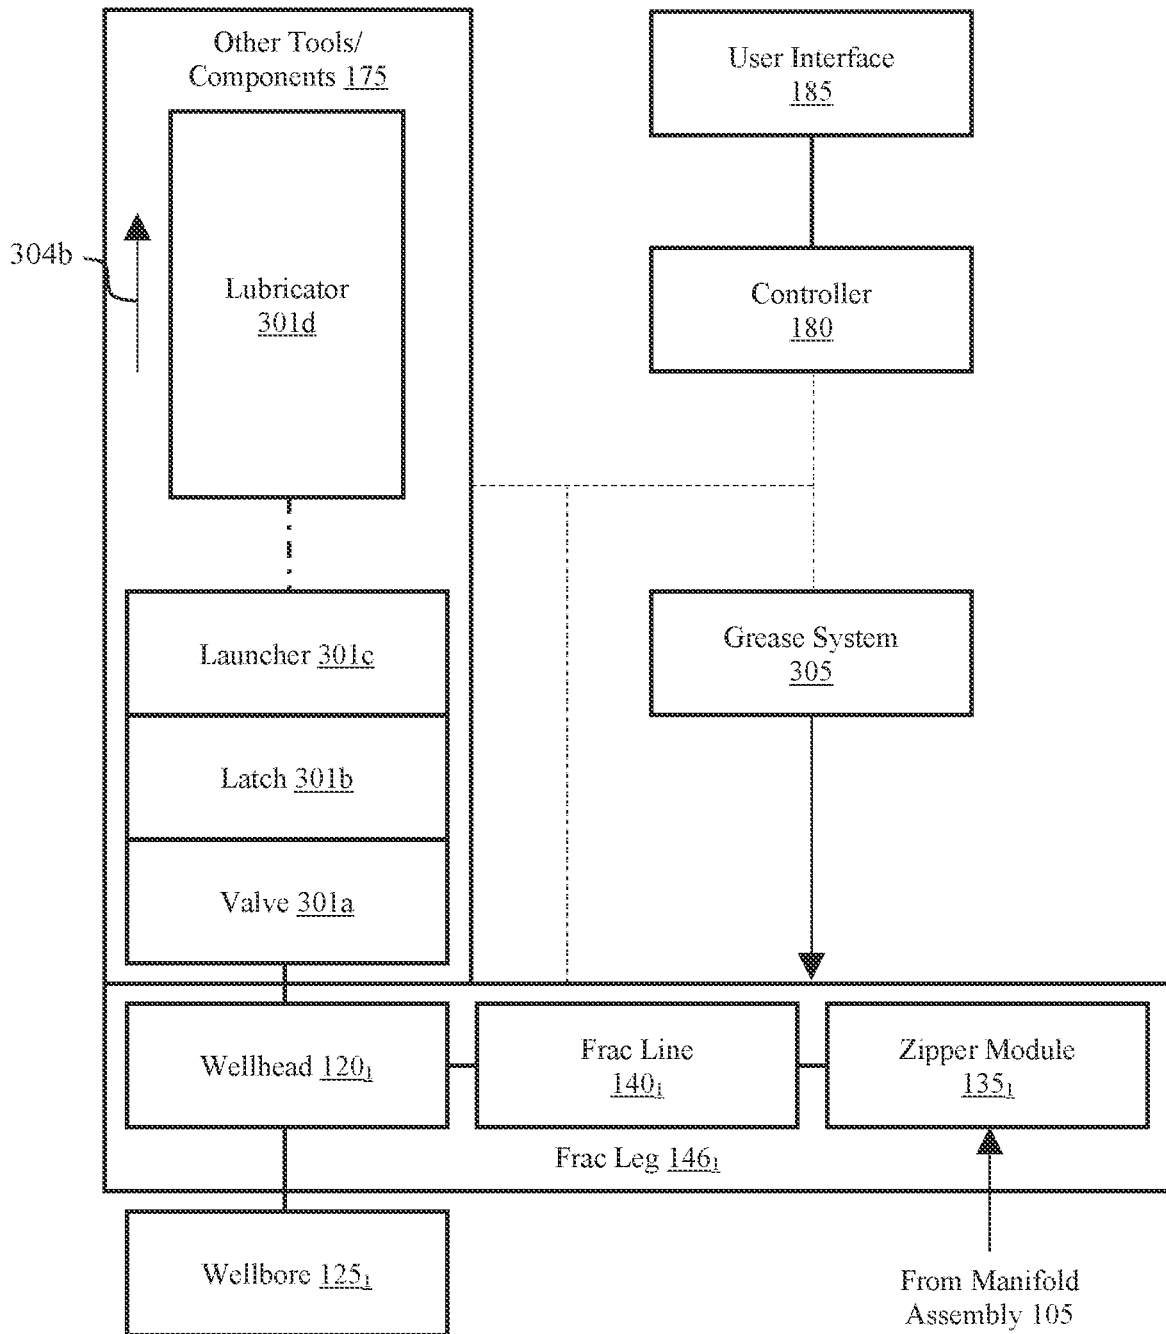 Other Tools/
Components 175
User Interface
185
304b
Lubricator
301d
Controller
180
Launcher 301c
Grease System
305
Latch 301b
Valve 301a
Wellhead 120₁
Frac Line
140₁
Zipper Module
135₁
Frac Leg 146₁
Wellbore 125₁
From Manifold
Assembly 105